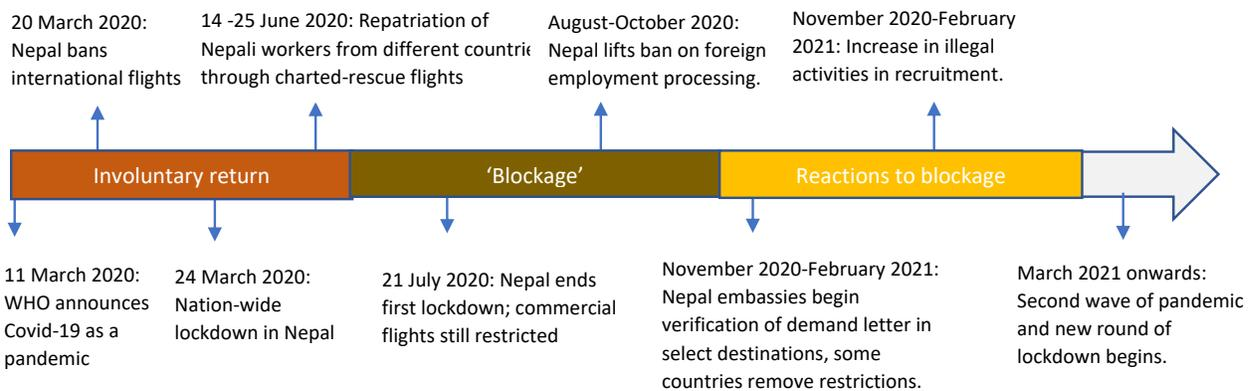 20 March 2020:
Nepal bans
international flights
14 -25 June 2020: Repatriation of
Nepali workers from different countrie
through charted-rescue flights
August-October 2020:
Nepal lifts ban on foreign
employment processing.
November 2020-February
2021: Increase in illegal
activities in recruitment.
Involuntary return
‘Blockage’
Reactions to blockage
11 March 2020:
WHO announces
Covid-19 as a
pandemic
24 March 2020:
Nation-wide
lockdown in Nepal
21 July 2020: Nepal ends
first lockdown; commercial
flights still restricted
November 2020-February 2021:
Nepal embassies begin
verification of demand letter in
select destinations, some
countries remove restrictions.
March 2021 onwards:
Second wave of pandemic
and new round of
lockdown begins.